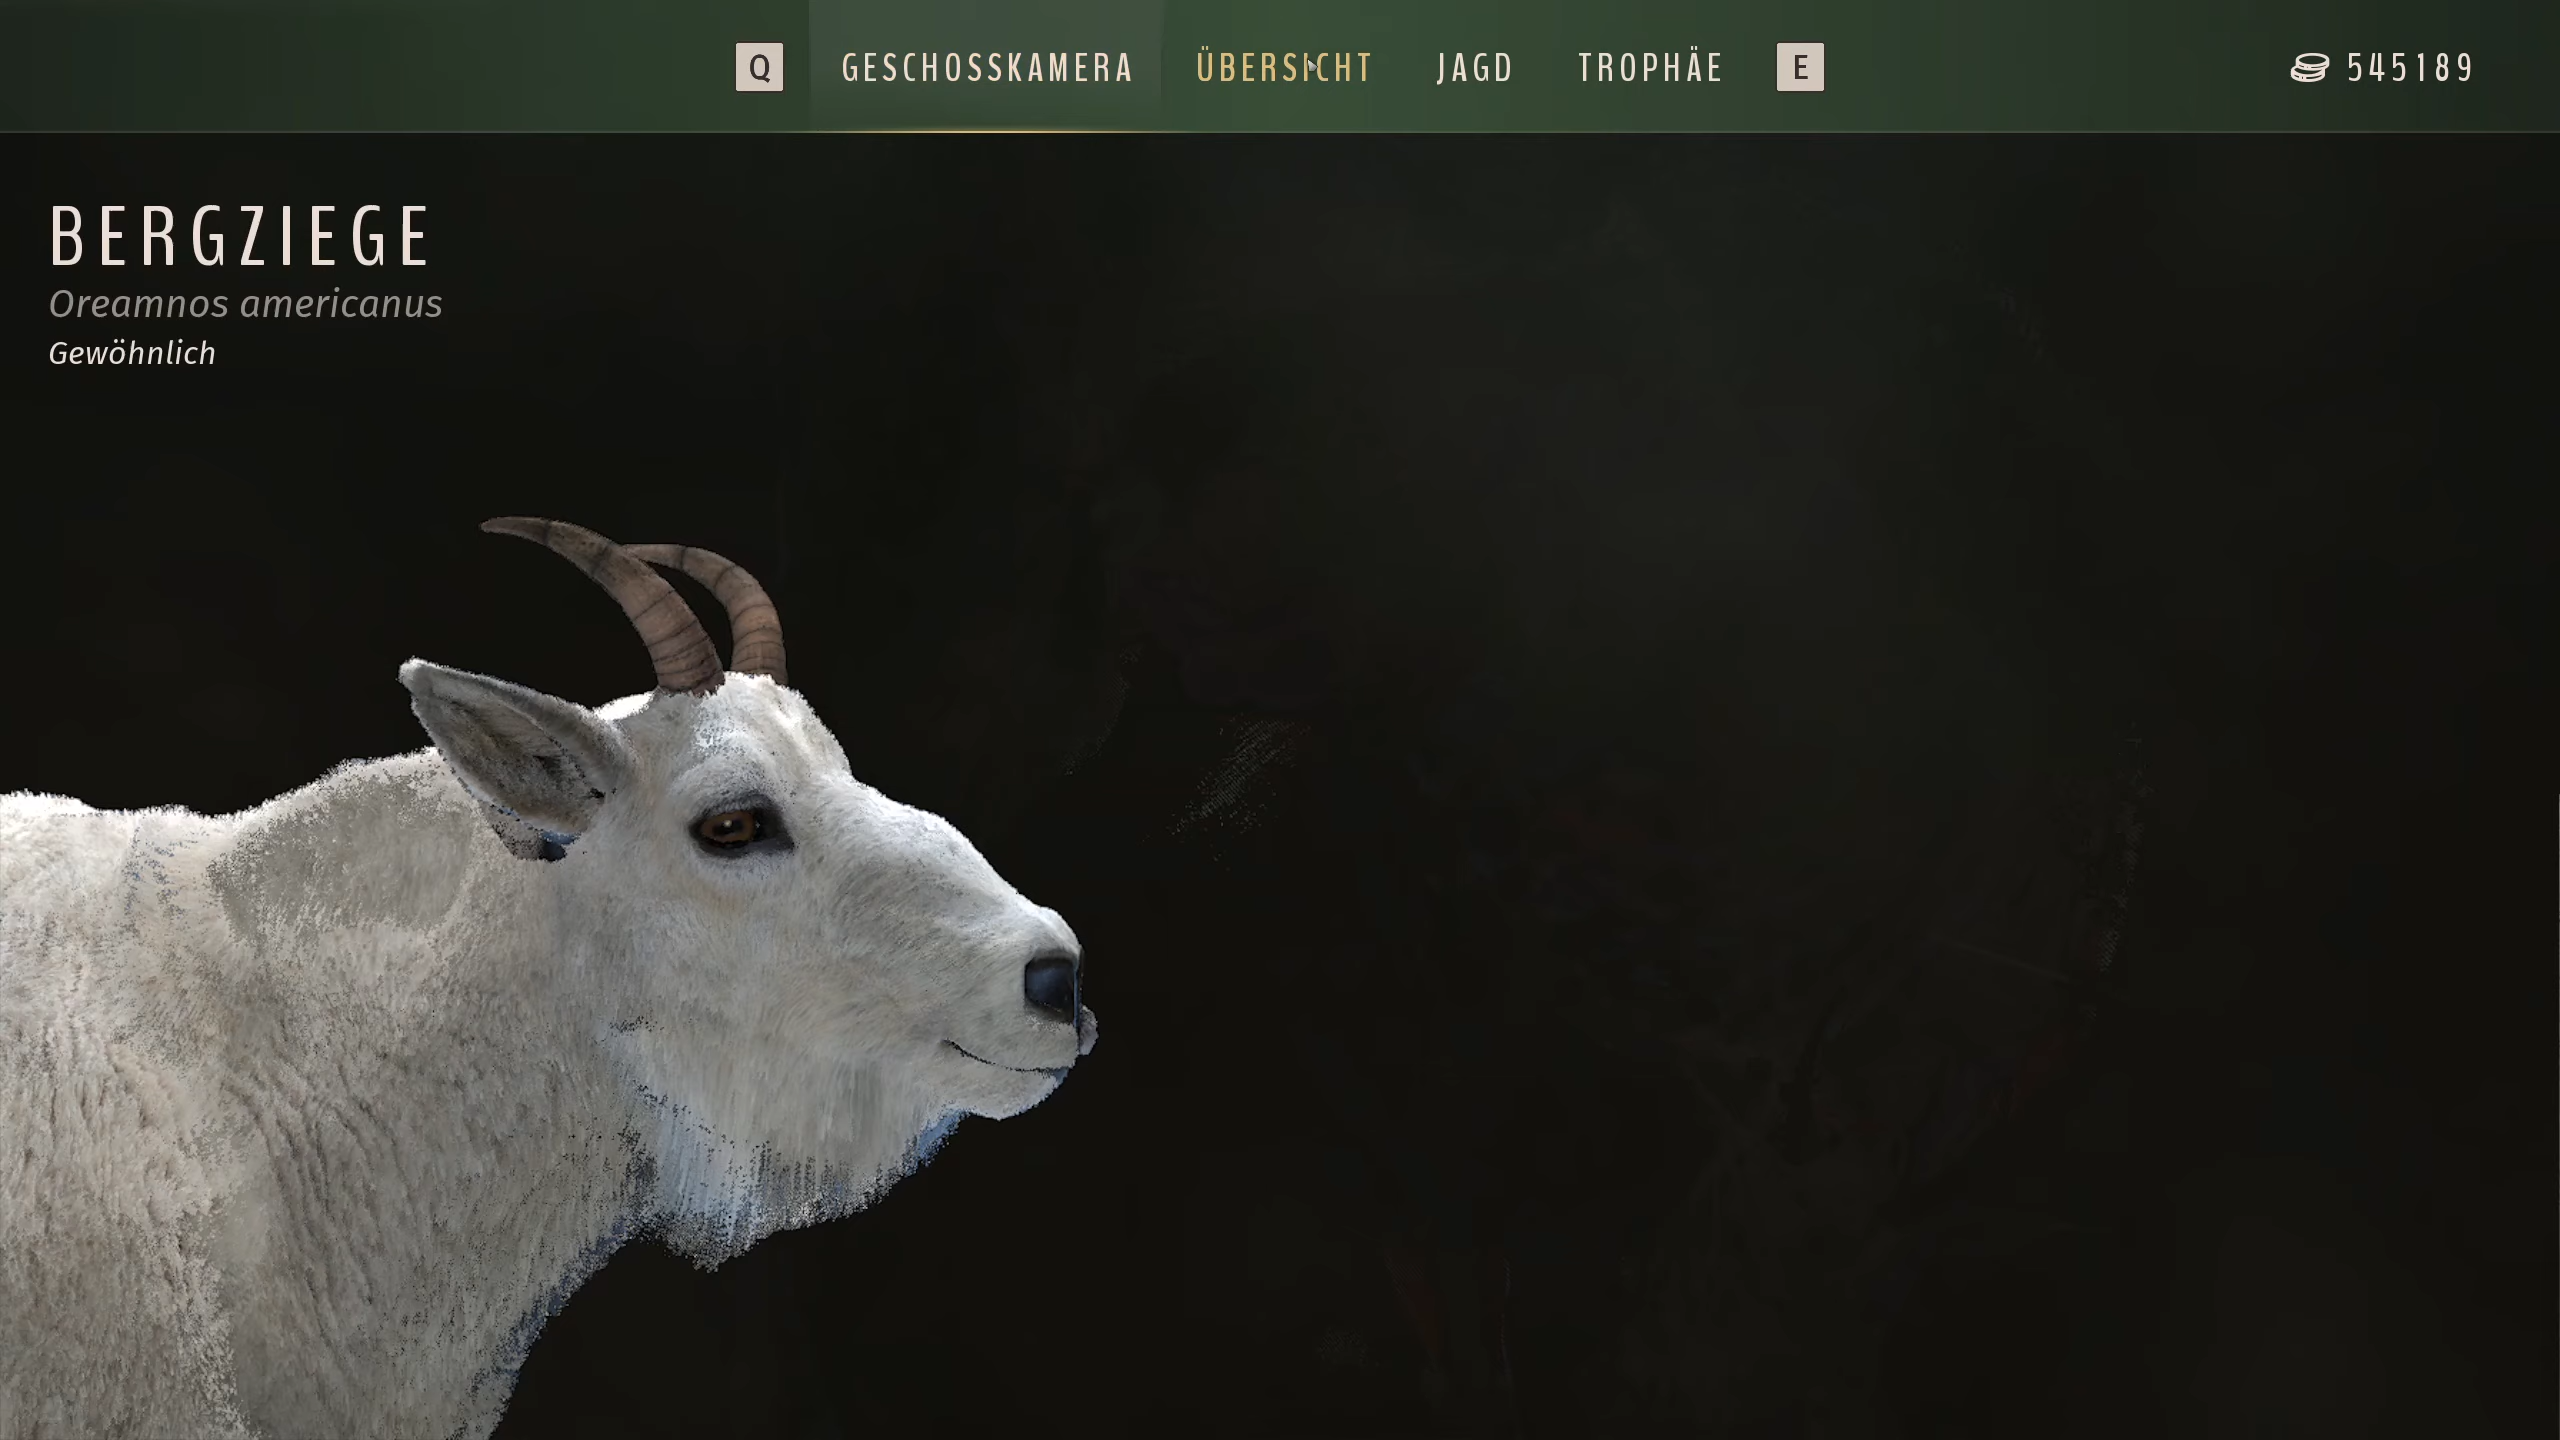 Q GESCHOSSKAMERA ÜBERSICHT JAGD TROPHÄE E 545189
BERGZIEGE
Oreamnos americanus
Gewöhnlich